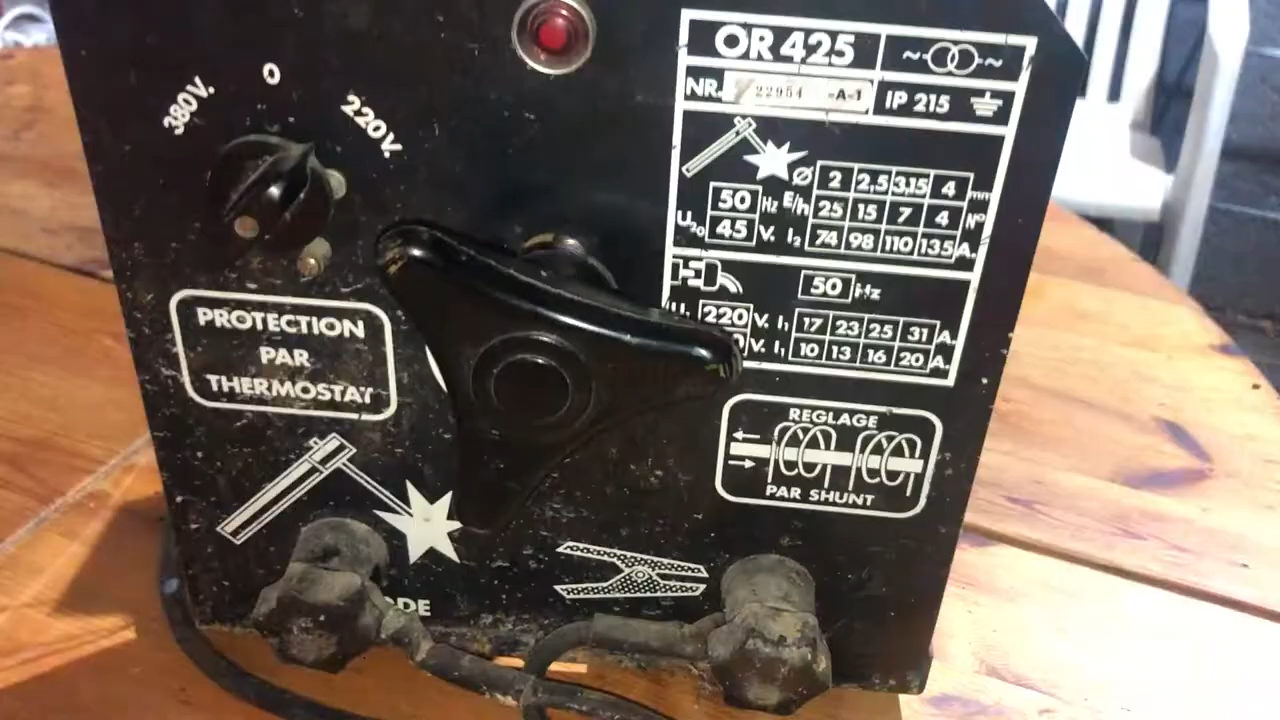 380V.
O
220V.
PROTECTION
PAR
THERMOSTAT
OR 425
~ ~
NR. 22954 -A-1
IP 215
Ø 2 2,5 3,15 4 mm
50 Hz E/h 25 15 7 4 Nº
U₂₀ 45 V. I₂ 74 98 110 135 A.
50 Hz
220 V. I₁ 17 23 25 31 A.
V. I₁ 10 13 16 20 A.
REGLAGE
PAR SHUNT